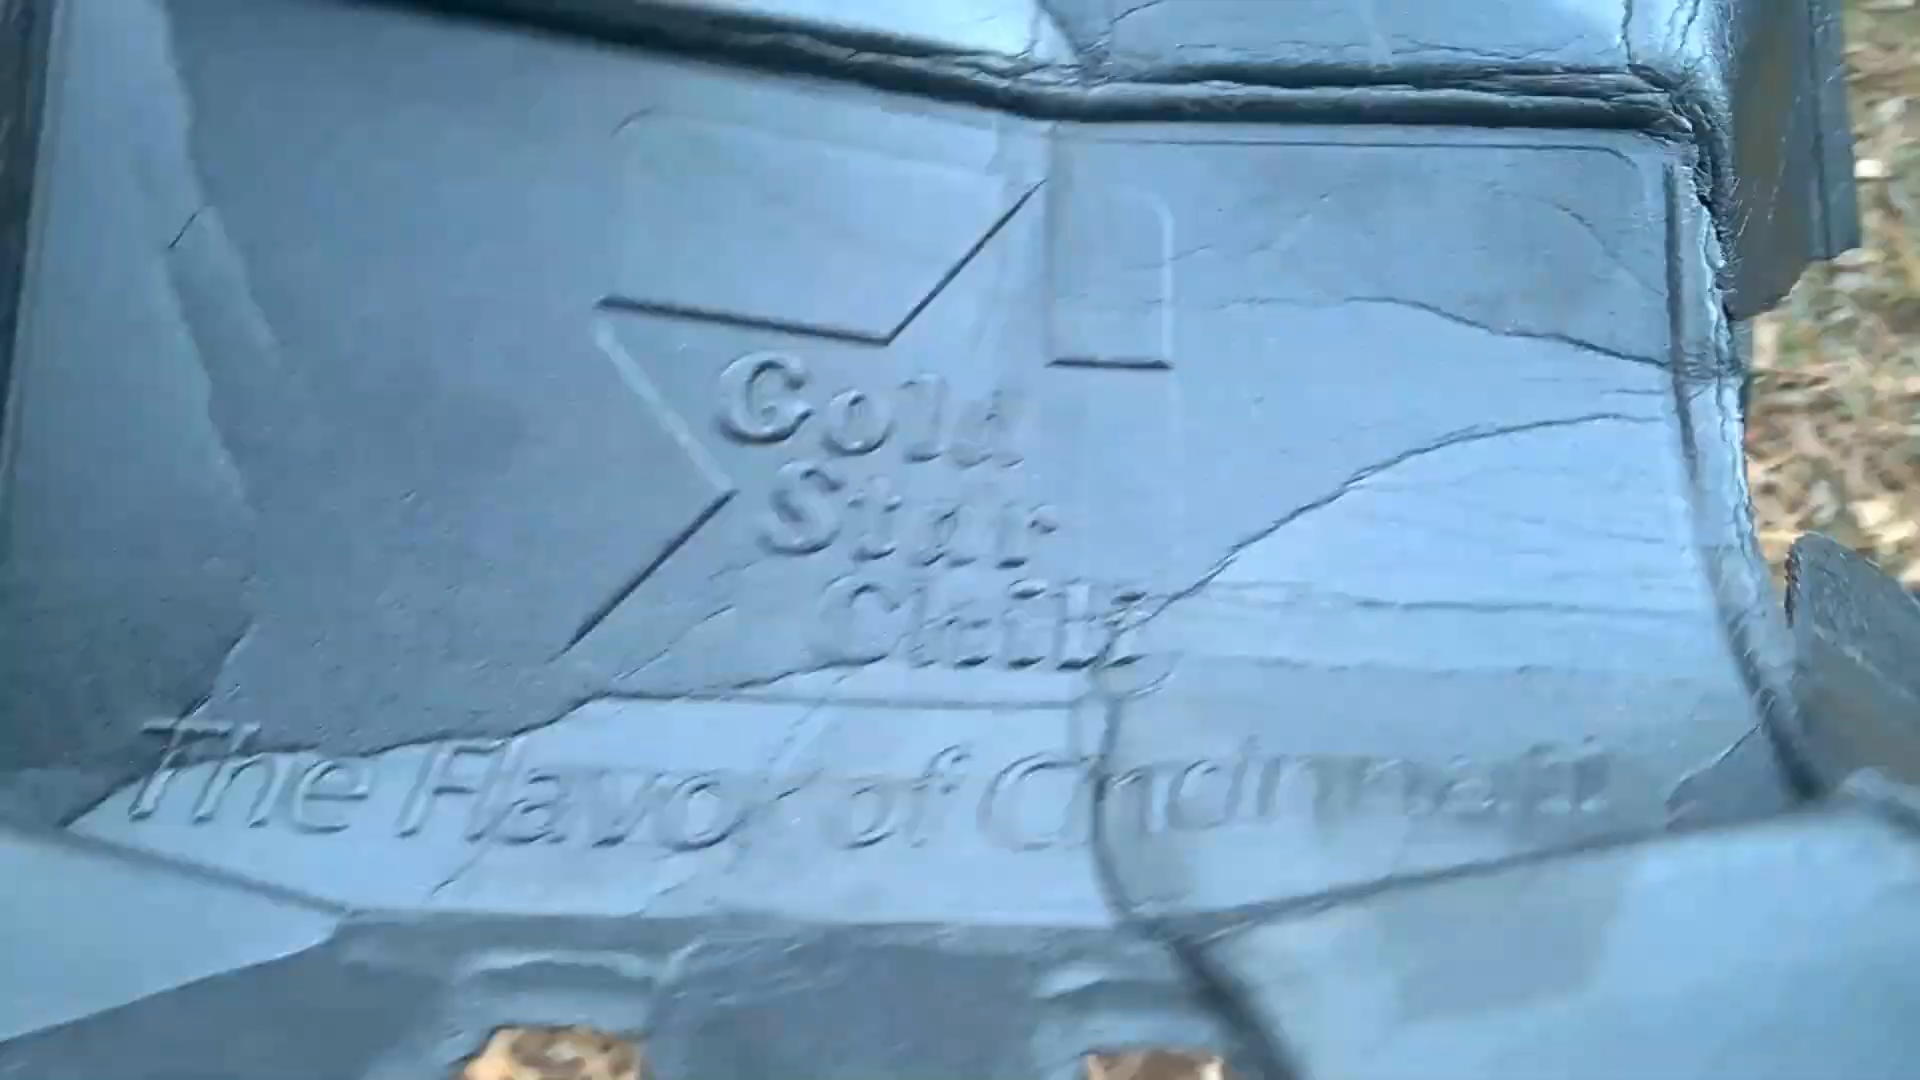 Gold
Star
Chili
The Flavor of Cincinnati